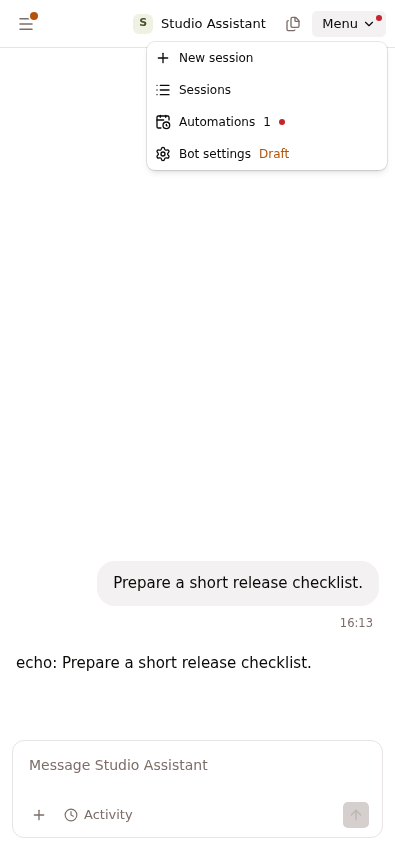 S Studio Assistant Menu
New session
Sessions
Automations 1
Bot settings Draft
Prepare a short release checklist.
16:13
echo: Prepare a short release checklist.
Message Studio Assistant
Activity